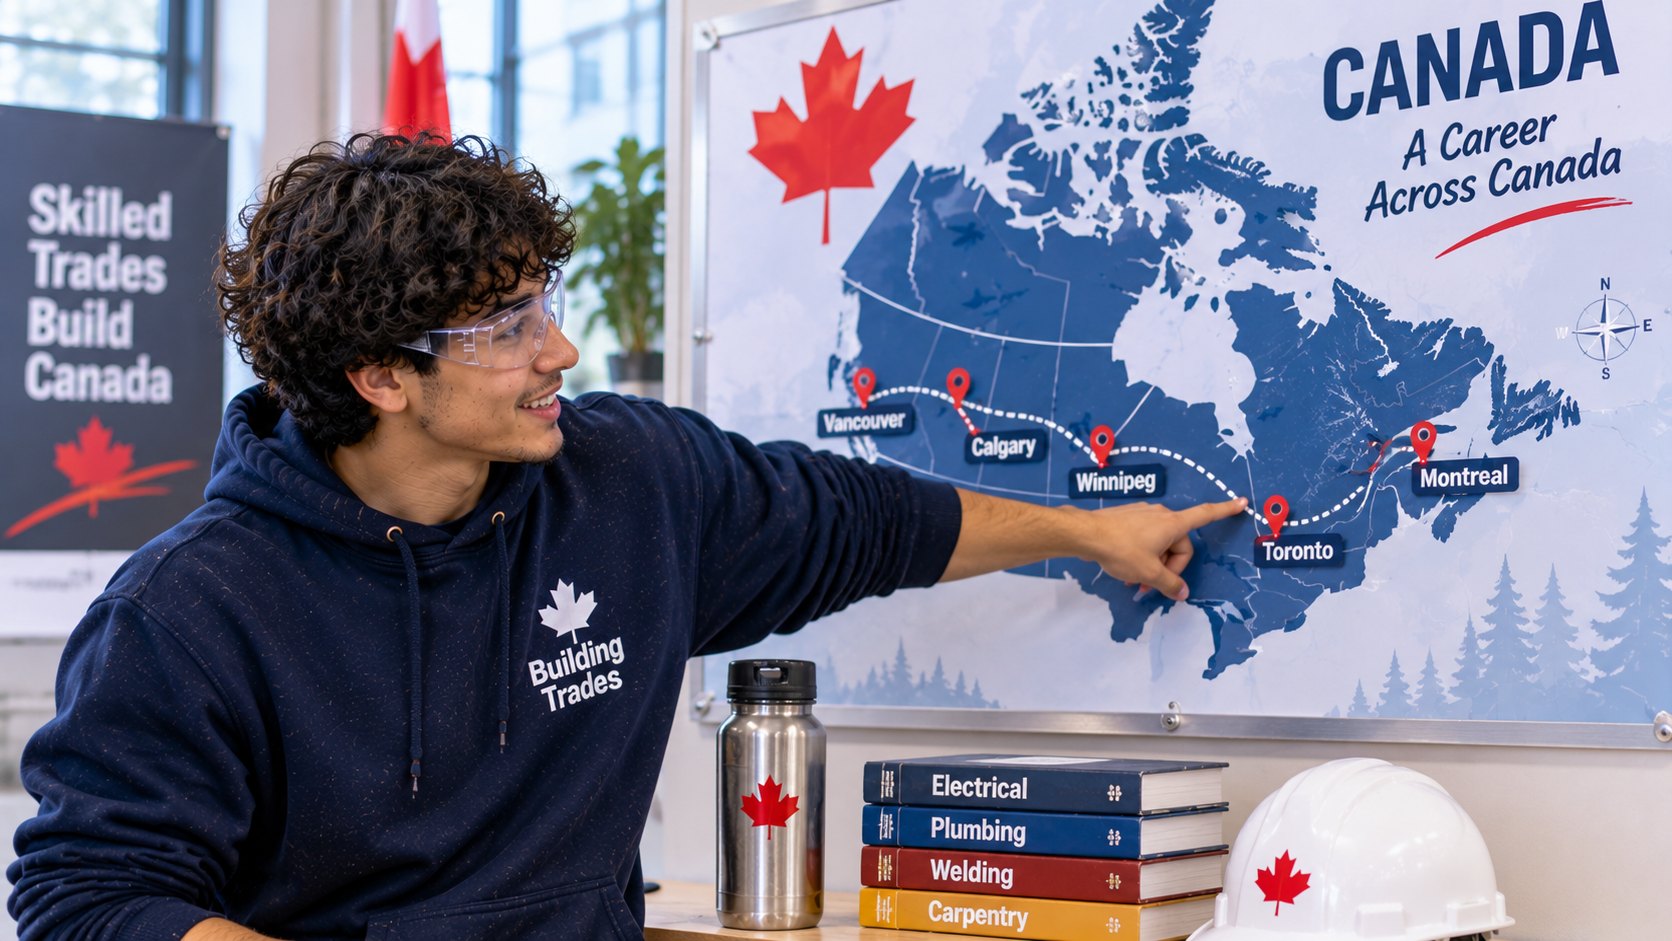 Skilled
Trades
Build
Canada
CANADA
A Career
Across Canada
N
W
E
S
Vancouver
Calgary
Winnipeg
Toronto
Montreal
Building
Trades
Electrical
Plumbing
Welding
Carpentry